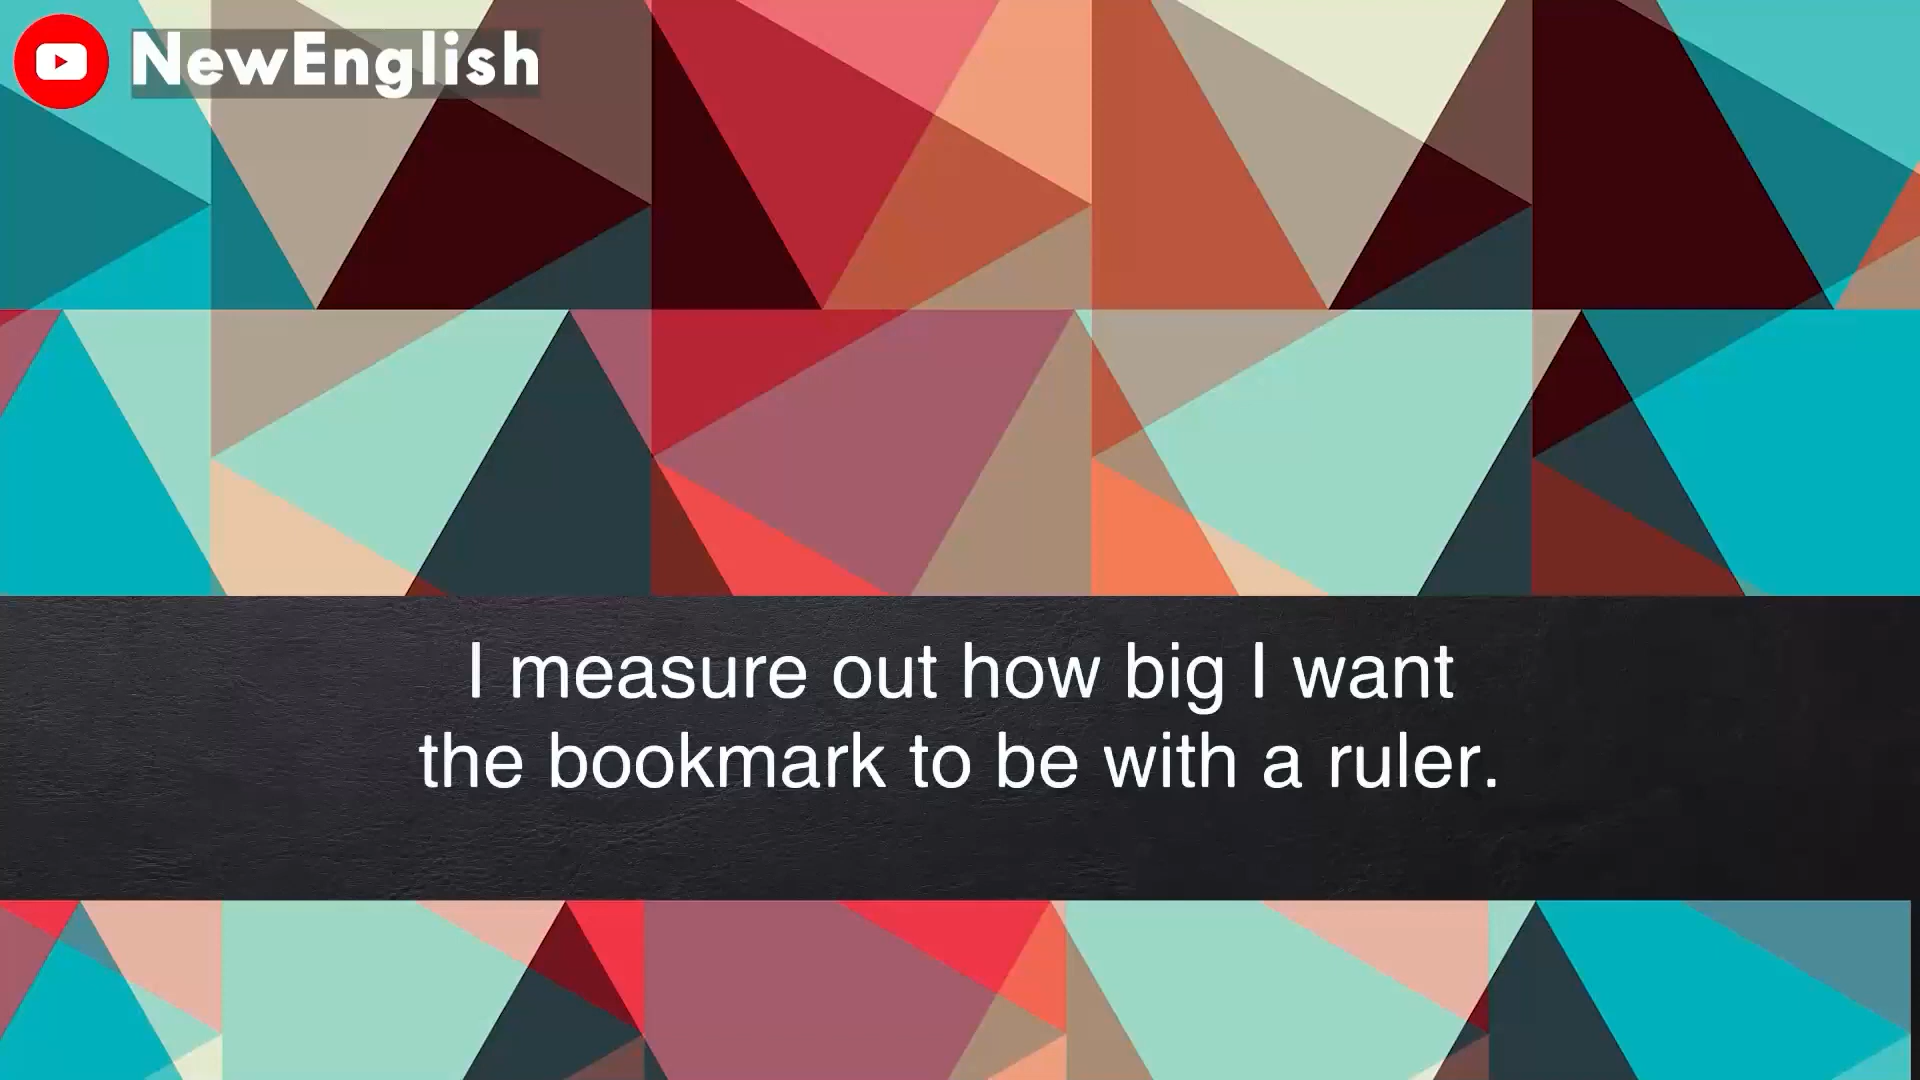 NewEnglish
I measure out how big I want
the bookmark to be with a ruler.